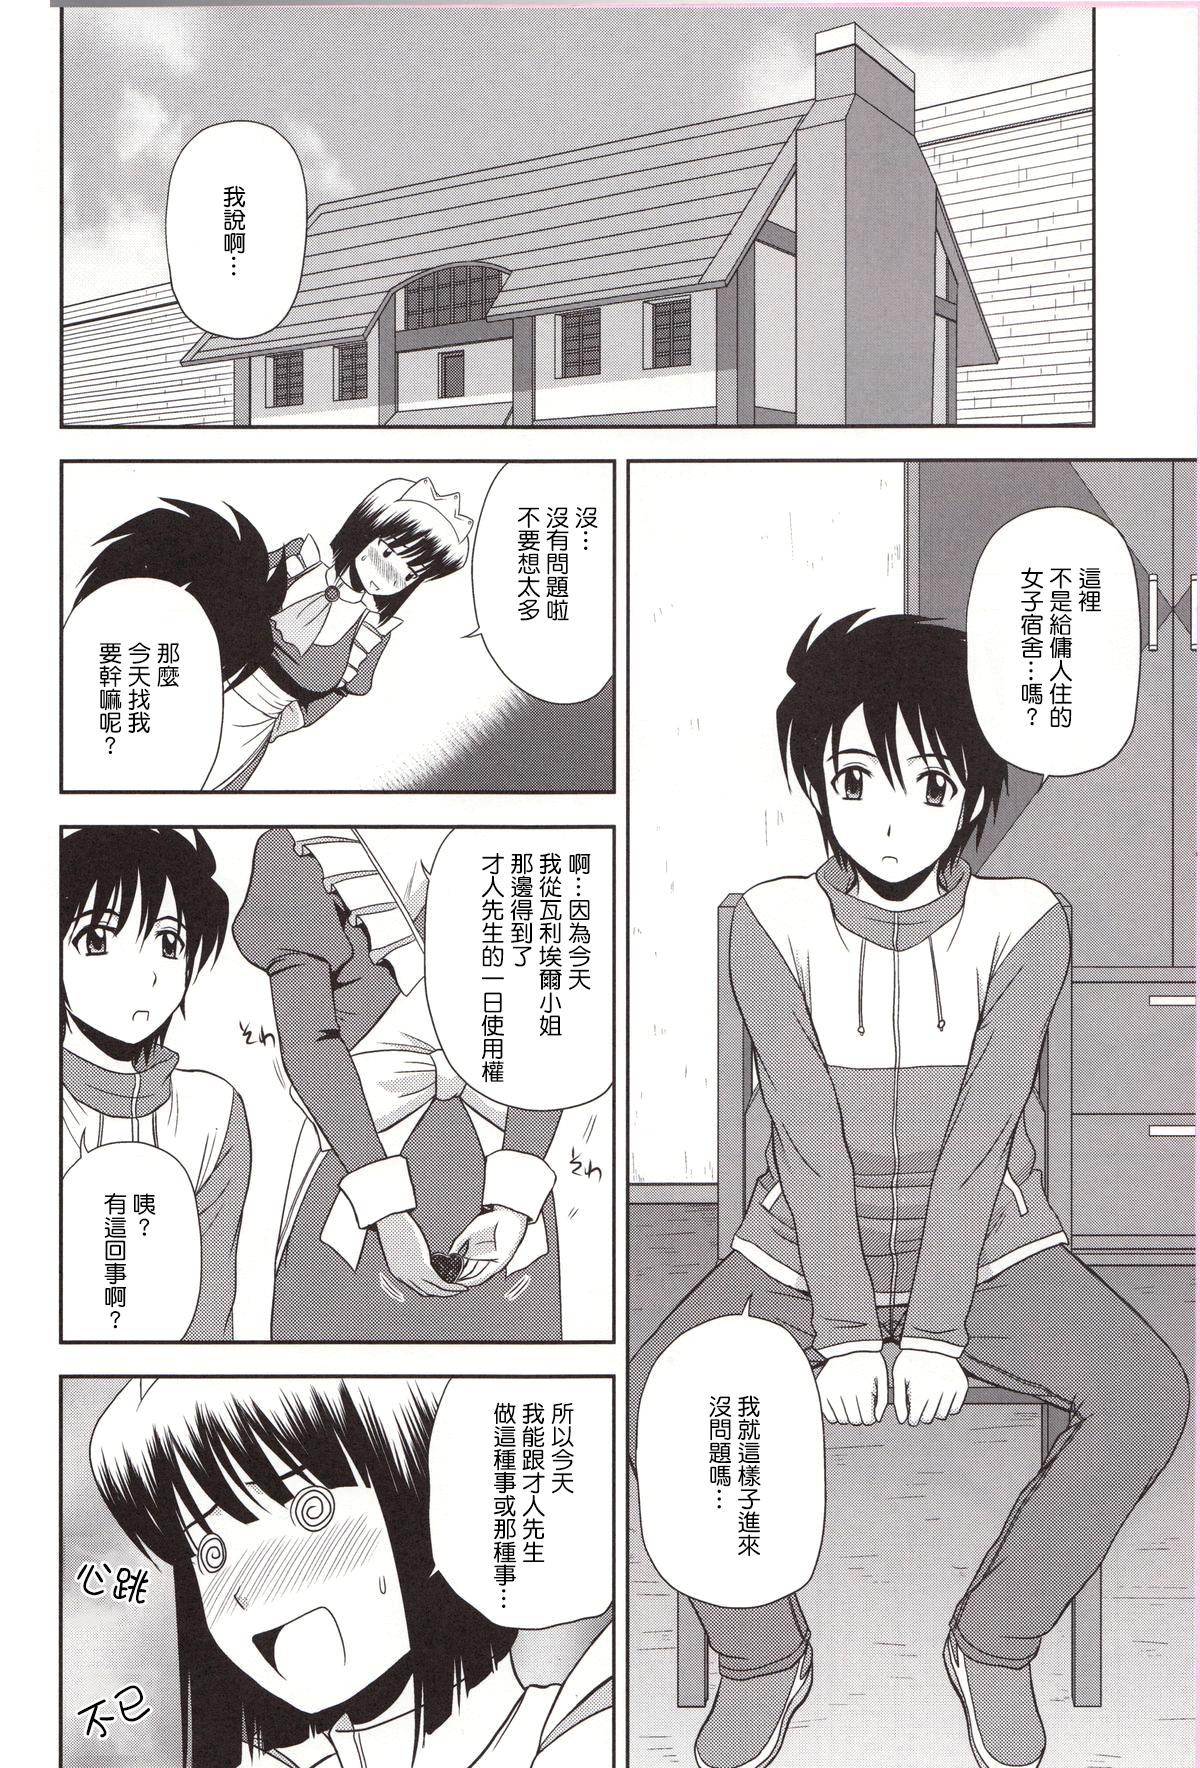 我說啊…
這裡
不是給傭人住的
女子宿舍…嗎?
我就這樣子進來
沒問題嗎…
沒…
沒有問題啦
不要想太多
那麼
今天找我
要幹嘛呢?
啊…因為今天
我從瓦利埃爾小姐
那邊得到了
才人先生的一日使用權
そわ
そわ
咦?
有這回事啊?
所以今天
我能跟才人先生
做這種事或那種事…
心跳
不已